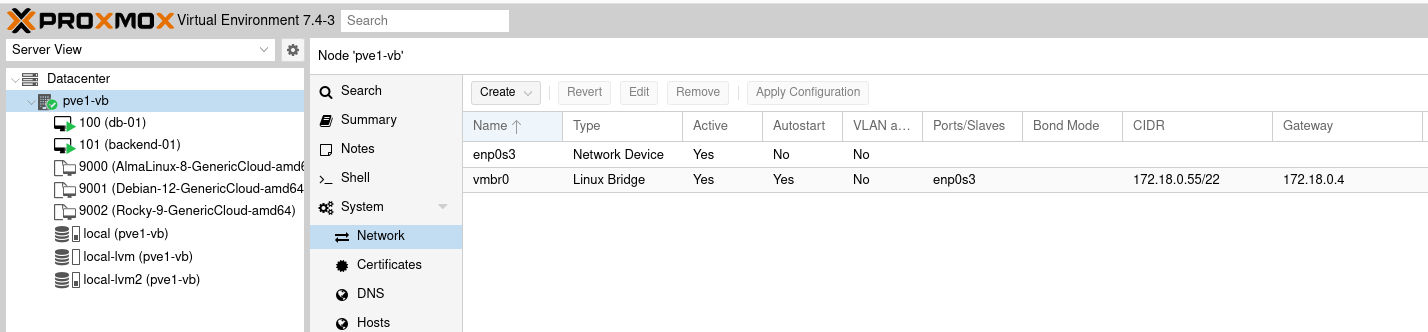 PROXMOX Virtual Environment 7.4-3 Search
Server View
Datacenter
pve1-vb
100 (db-01)
101 (backend-01)
9000 (AlmaLinux-8-GenericCloud-amd6
9001 (Debian-12-GenericCloud-amd64
9002 (Rocky-9-GenericCloud-amd64)
local (pve1-vb)
local-lvm (pve1-vb)
local-lvm2 (pve1-vb)
Node 'pve1-vb'
Search
Summary
Notes
Shell
System
Network
Certificates
DNS
Hosts
Create Revert Edit Remove Apply Configuration
Name Type Active Autostart VLAN a... Ports/Slaves Bond Mode CIDR Gateway
enp0s3 Network Device Yes No No
vmbr0 Linux Bridge Yes Yes No enp0s3 172.18.0.55/22 172.18.0.4